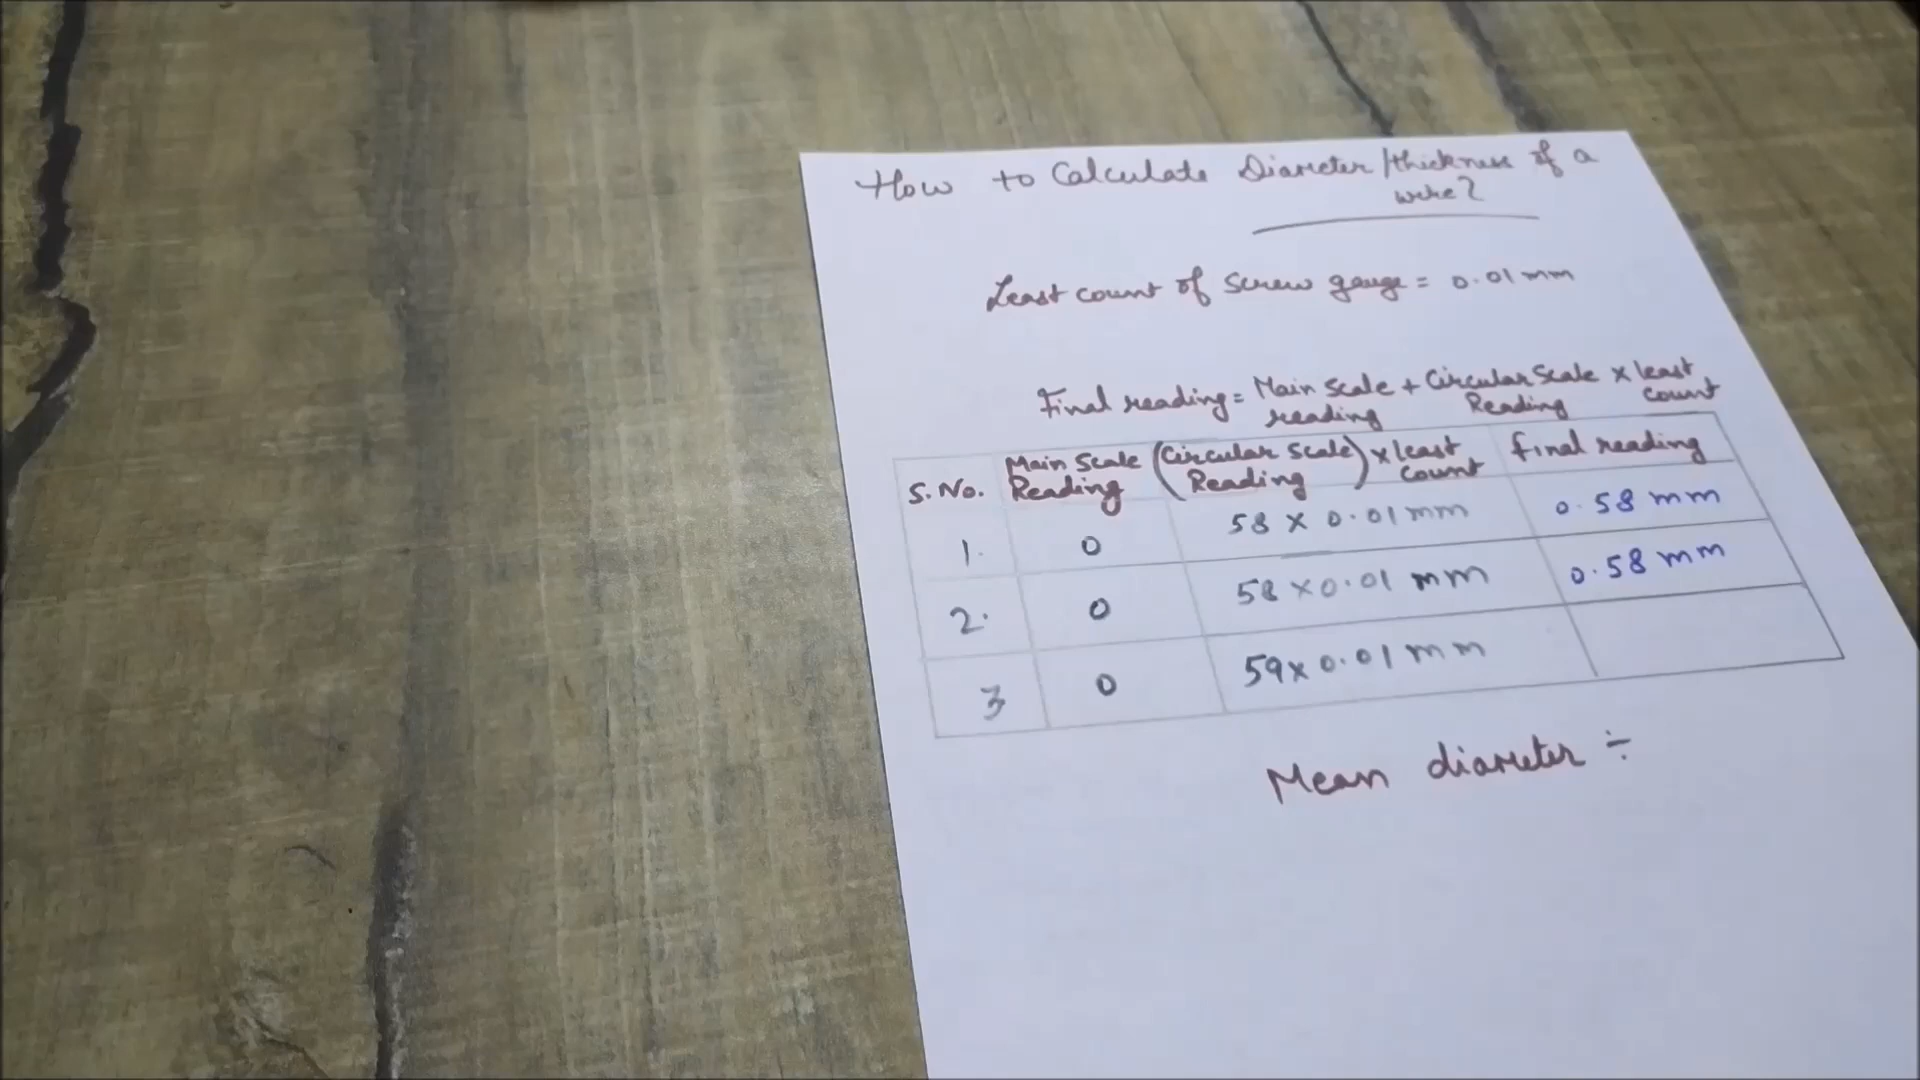 How to Calculate Diameter/thickness of a
wire?
Least count of Screw gauge = 0.01 mm
Final reading = Main Scale + Circular Scale × least
reading Reading count
S. No. Main Scale (Circular Scale) × least final reading
Reading Reading count
1. 0 58 × 0.01 mm 0.58 mm
2. 0 58 × 0.01 mm 0.58 mm
3 0 59 × 0.01 mm
Mean diameter ÷